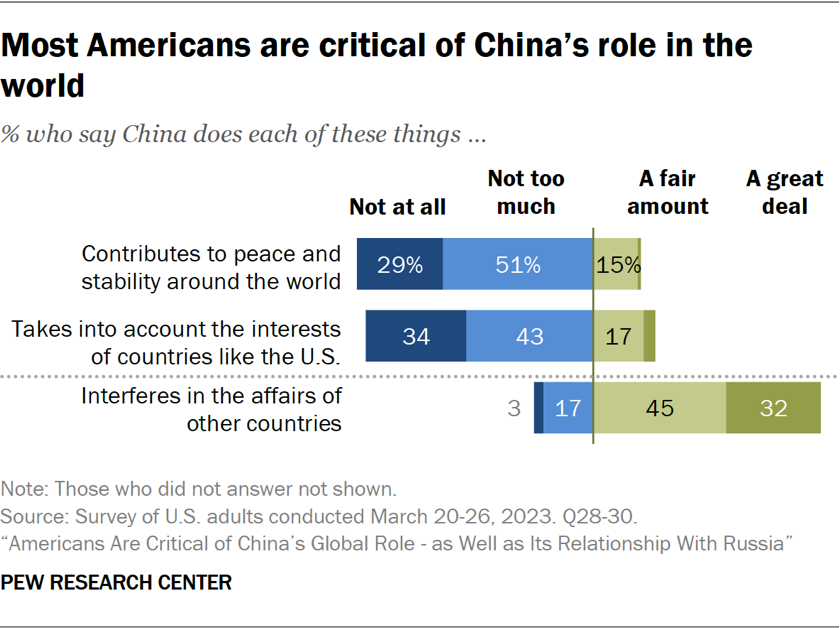 Most Americans are critical of China’s role in the
world
% who say China does each of these things ...
Not at all
Not too
much
A fair
amount
A great
deal
Contributes to peace and
stability around the world
29% 51% 15%
Takes into account the interests
of countries like the U.S.
34 43 17
Interferes in the affairs of
other countries
3 17 45 32
Note: Those who did not answer not shown.
Source: Survey of U.S. adults conducted March 20-26, 2023. Q28-30.
“Americans Are Critical of China’s Global Role - as Well as Its Relationship With Russia”
PEW RESEARCH CENTER